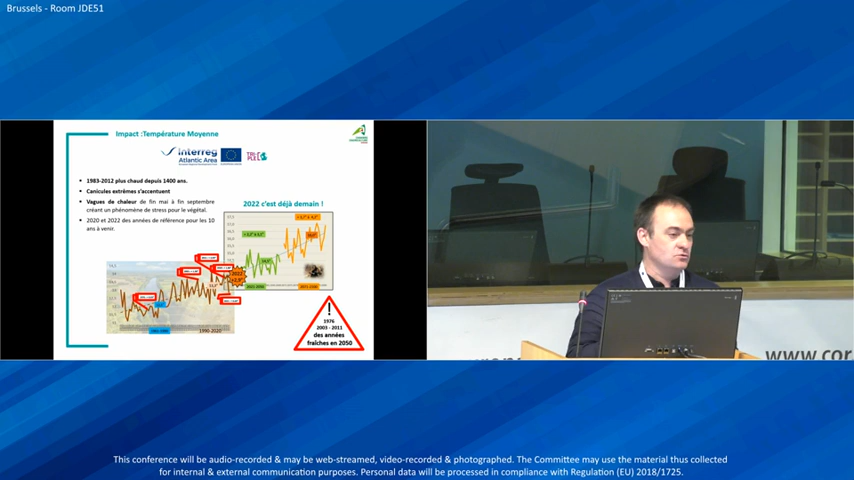 Brussels - Room JDE51
Impact :Température Moyenne
Interreg
Atlantic Area
1983-2012 plus chaud depuis 1400 ans.
Canicules extrêmes s'accentuent
Vagues de chaleur de fin mai à fin septembre
créant un phénomène de stress pour le végétal.
2020 et 2022 des années de référence pour les 10
ans à venir.
2022 c'est déjà demain !
2022
1990-2020
!
1976
2003 - 2011
des années
fraîches en 2050
www.cor
This conference will be audio-recorded & may be web-streamed, video-recorded & photographed. The Committee may use the material thus collected
for internal & external communication purposes. Personal data will be processed in compliance with Regulation (EU) 2018/1725.